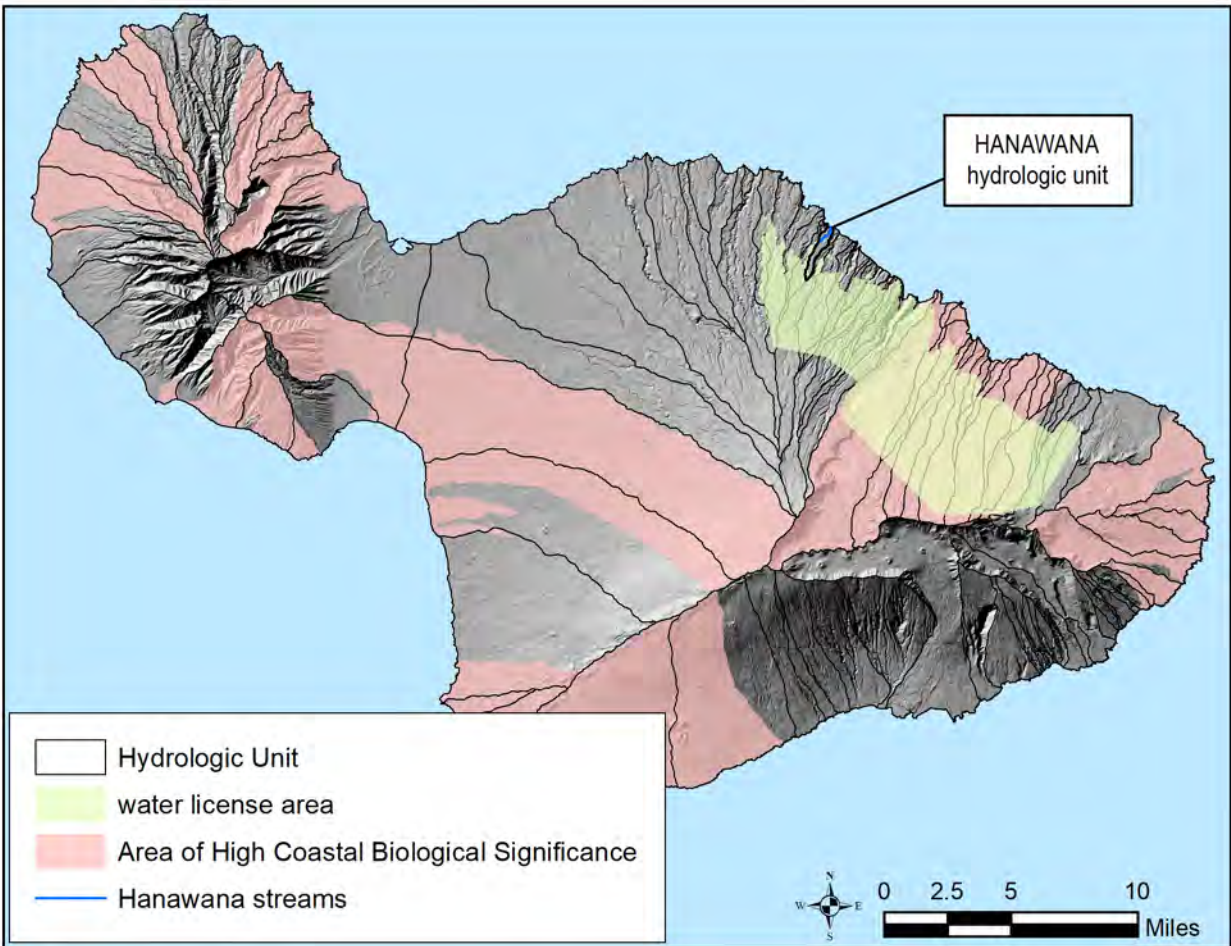 HANAWANA
hydrologic unit
Hydrologic Unit
water license area
Area of High Coastal Biological Significance
Hanawana streams
N
W E
S
0 2.5 5 10
Miles